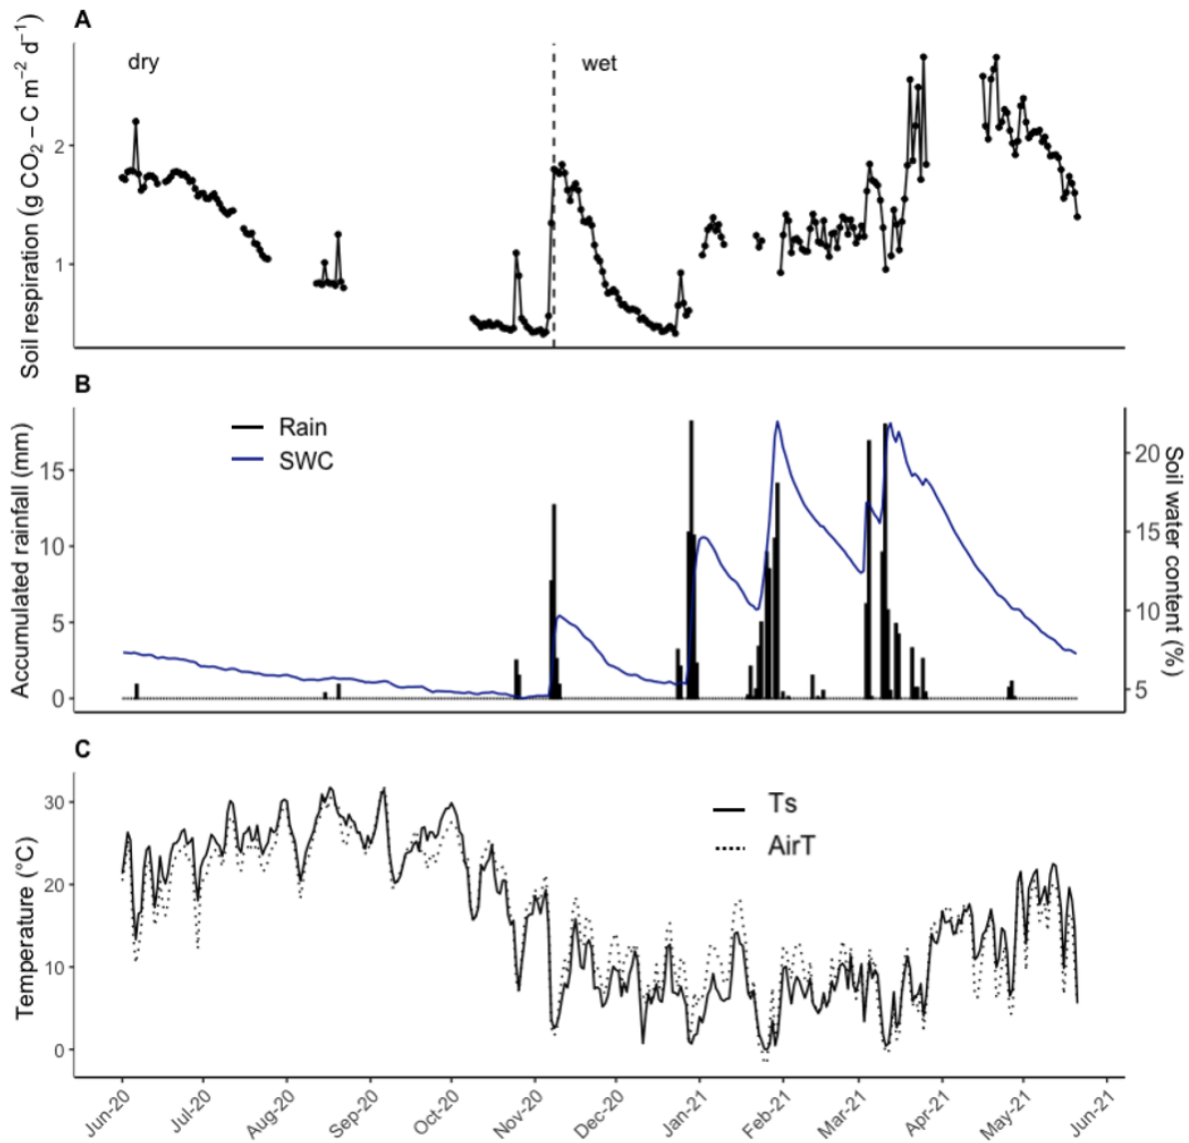 A
Soil respiration (g CO₂ – C m⁻² d⁻¹)
dry
wet
2
1
B
Accumulated rainfall (mm)
Rain
SWC
15
10
5
0
20
15
10
5
Soil water content (%)
C
Temperature (°C)
Ts
AirT
30
20
10
0
Jun-20
Jul-20
Aug-20
Sep-20
Oct-20
Nov-20
Dec-20
Jan-21
Feb-21
Mar-21
Apr-21
May-21
Jun-21